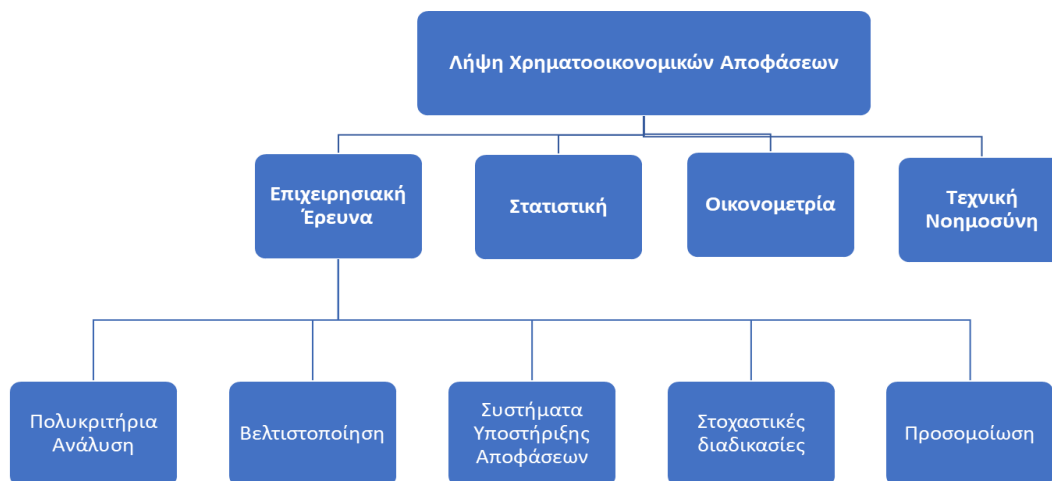 Λήψη Χρηματοοικονομικών Αποφάσεων
Επιχειρησιακή
Έρευνα
Στατιστική
Οικονομετρία
Τεχνική
Νοημοσύνη
Πολυκριτήρια
Ανάλυση
Βελτιστοποίηση
Συστήματα
Υποστήριξης
Αποφάσεων
Στοχαστικές
διαδικασίες
Προσομοίωση